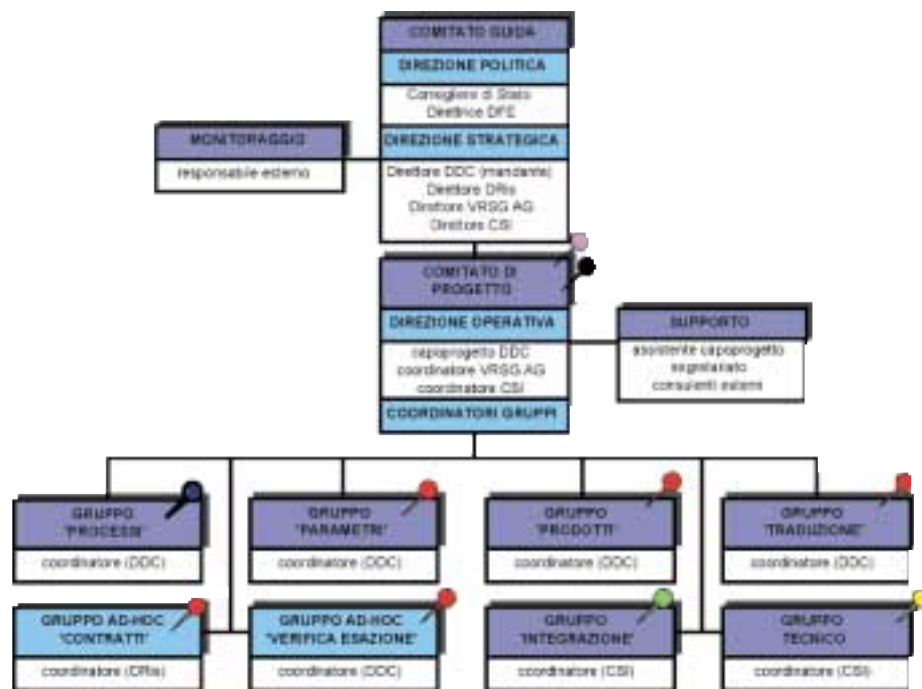 COMITATO GUIDA
DIREZIONE POLITICA
Consigliere di Stato
Direttrice DFE
MONITORAGGIO
responsabile esterno
DIREZIONE STRATEGICA
Direttore DDC (mandante)
Direttore DRis
Direttore VRSG AG
Direttore CSI
COMITATO DI
PROGETTO
DIREZIONE OPERATIVA
capoprogetto DDC
coordinatore VRSG AG
coordinatore CSI
COORDINATORI GRUPPI
SUPPORTO
assistente capoprogetto
segretariato
consulenti esterni
GRUPPO
'PROCESSI'
coordinatore (DDC)
GRUPPO
'PARAMETRI'
coordinatore (DDC)
GRUPPO
'PRODOTTI'
coordinatore (DDC)
GRUPPO
'TRADUZIONE'
coordinatore (DDC)
GRUPPO AD-HOC
'CONTRATTI'
coordinatore (DRis)
GRUPPO AD-HOC
'VERIFICA ESAZIONE'
coordinatore (DDC)
GRUPPO
'INTEGRAZIONE'
coordinatore (CSI)
GRUPPO
TECNICO
coordinatore (CSI)